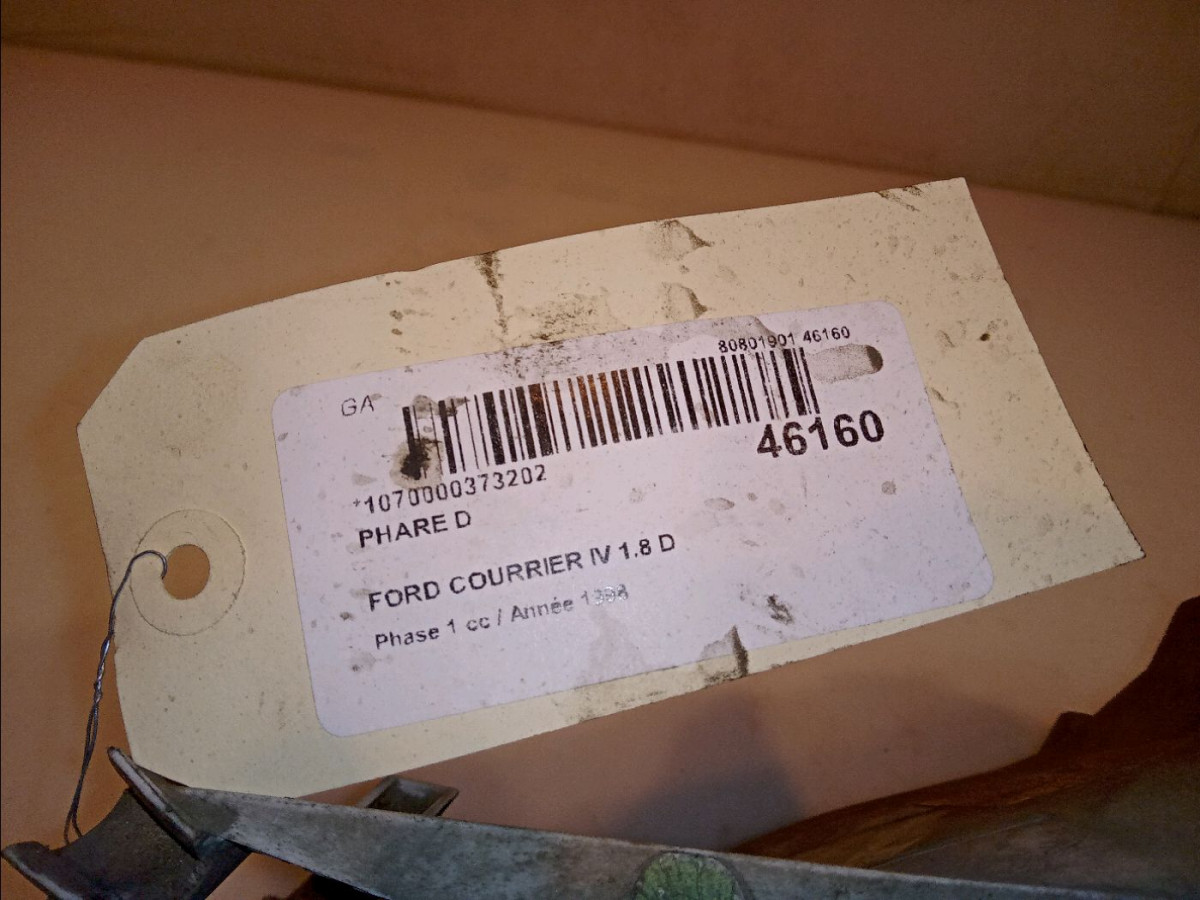 80801901 46160
GA
46160
*1070000373202
PHARE D
FORD COURRIER IV 1.8 D
Phase 1 cc / Année